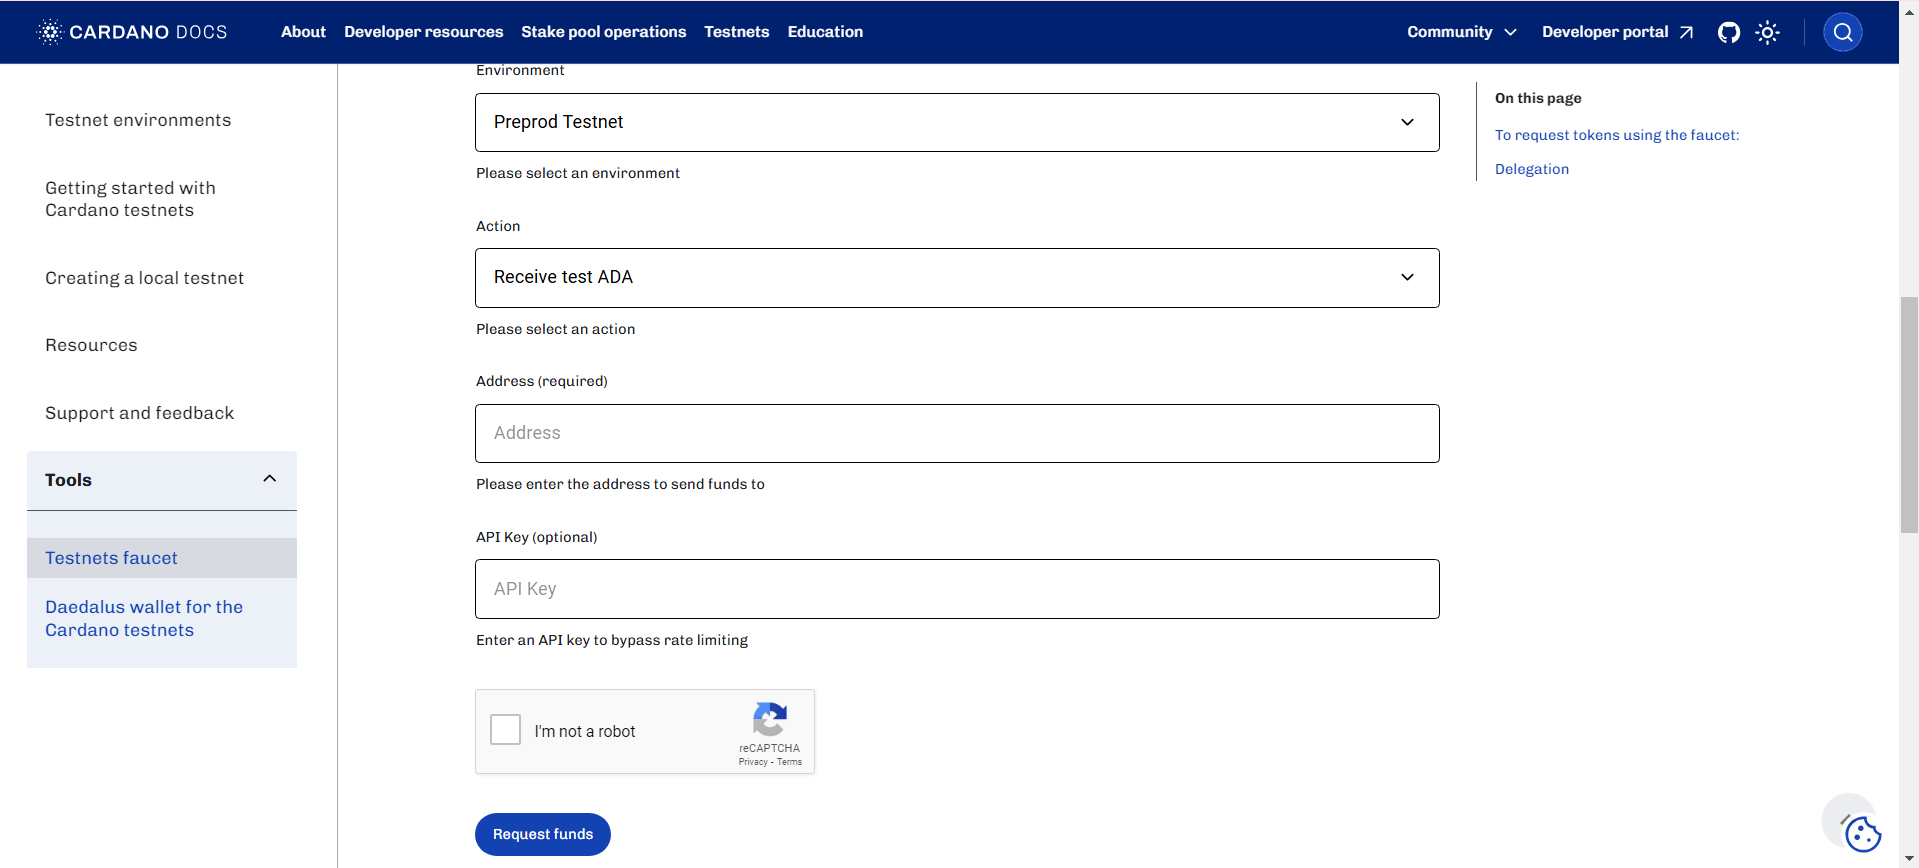 CARDANO DOCS
About Developer resources Stake pool operations Testnets Education
Community Developer portal
Testnet environments
Getting started with
Cardano testnets
Creating a local testnet
Resources
Support and feedback
Tools
Testnets faucet
Daedalus wallet for the
Cardano testnets
Environment
Preprod Testnet
Please select an environment
Action
Receive test ADA
Please select an action
Address (required)
Address
Please enter the address to send funds to
API Key (optional)
API Key
Enter an API key to bypass rate limiting
I'm not a robot
reCAPTCHA
Privacy - Terms
Request funds
On this page
To request tokens using the faucet:
Delegation